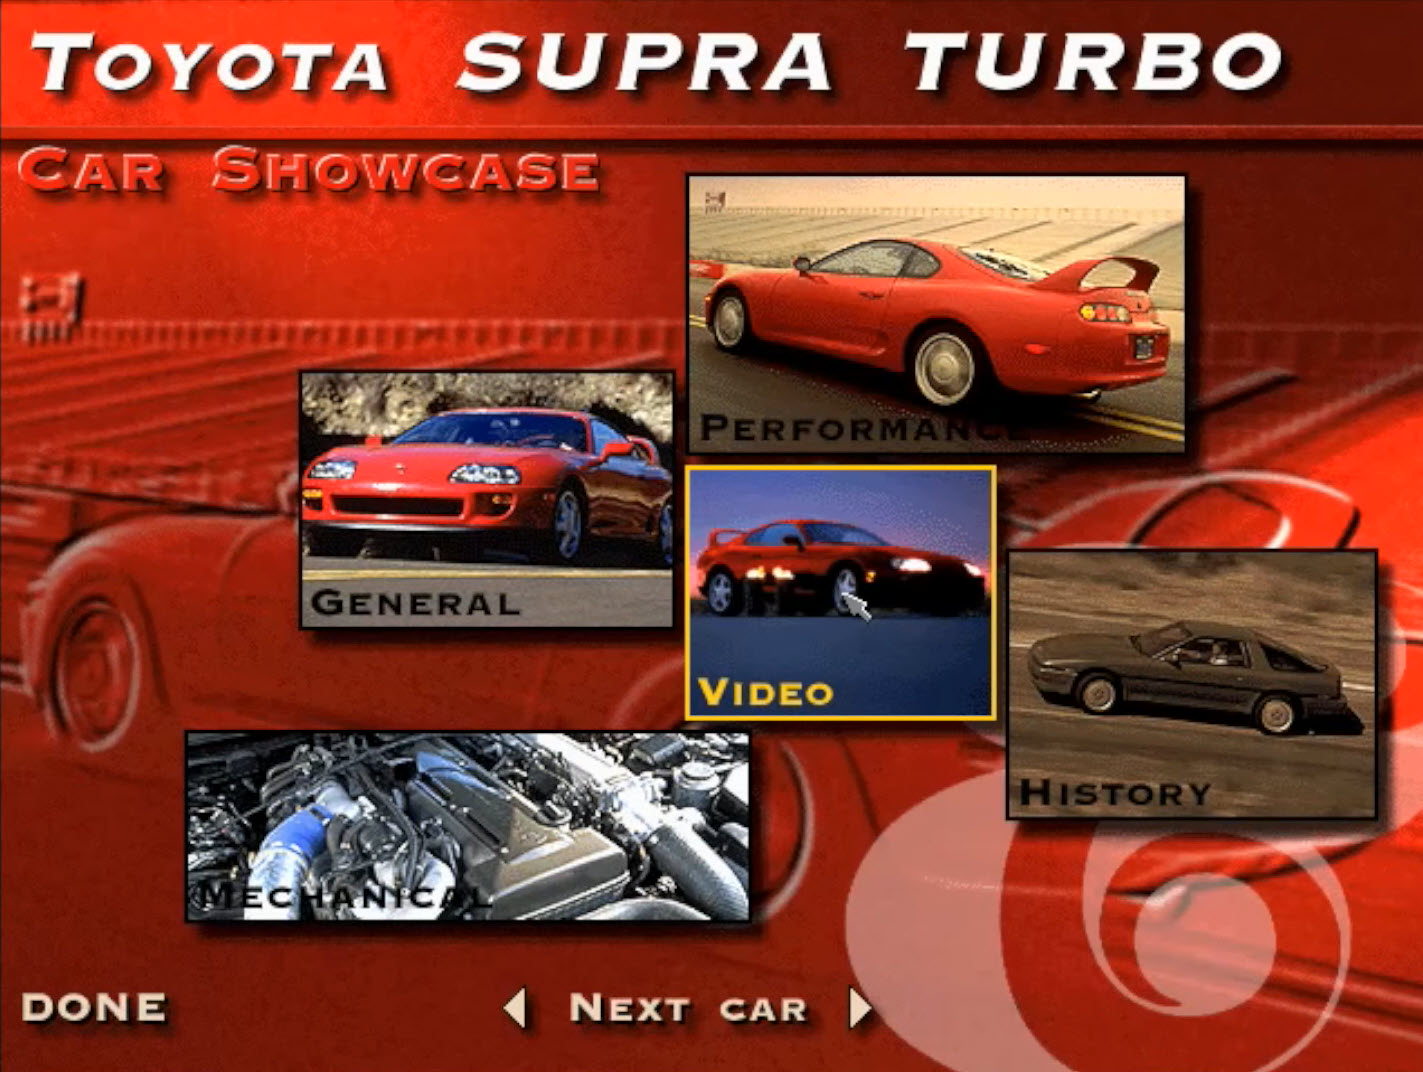 TOYOTA SUPRA TURBO
CAR SHOWCASE
PERFORMANCE
GENERAL
VIDEO
HISTORY
MECHANICAL
DONE
NEXT CAR